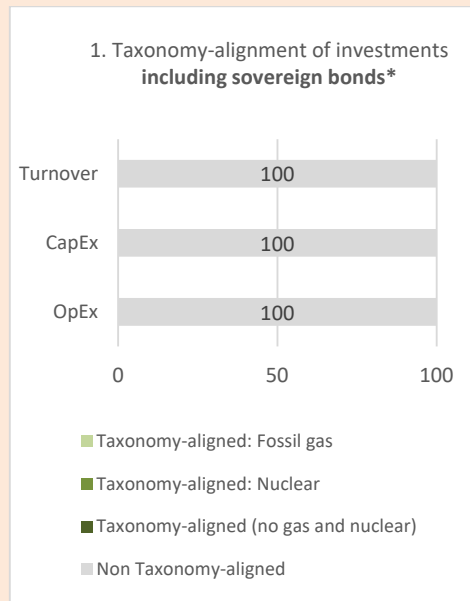 1. Taxonomy-alignment of investments
including sovereign bonds*
Turnover 100
CapEx 100
OpEx 100
0 50 100
Taxonomy-aligned: Fossil gas
Taxonomy-aligned: Nuclear
Taxonomy-aligned (no gas and nuclear)
Non Taxonomy-aligned